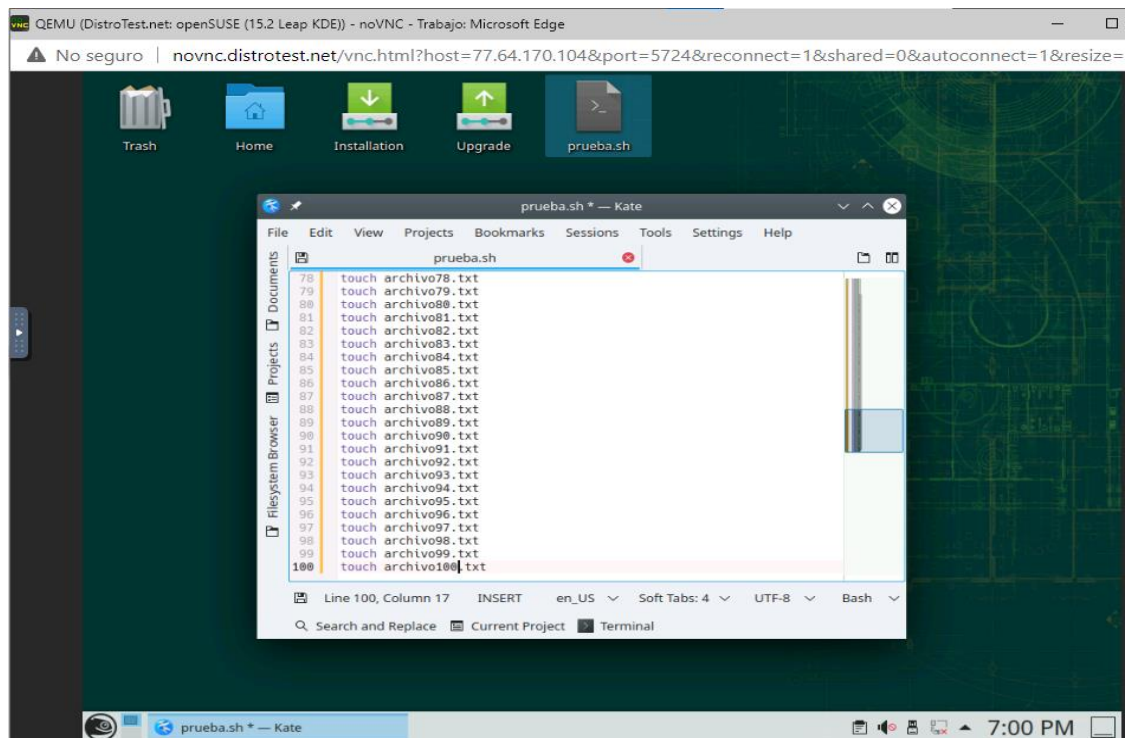 QEMU (DistroTest.net: openSUSE (15.2 Leap KDE)) - noVNC - Trabajo: Microsoft Edge
No seguro | novnc.distrotest.net/vnc.html?host=77.64.170.104&port=5724&reconnect=1&shared=0&autoconnect=1&resize=
Trash Home Installation Upgrade prueba.sh
prueba.sh * — Kate
File Edit View Projects Bookmarks Sessions Tools Settings Help
prueba.sh
Documents
Projects
Filesystem Browser
78 touch archivo78.txt
79 touch archivo79.txt
80 touch archivo80.txt
81 touch archivo81.txt
82 touch archivo82.txt
83 touch archivo83.txt
84 touch archivo84.txt
85 touch archivo85.txt
86 touch archivo86.txt
87 touch archivo87.txt
88 touch archivo88.txt
89 touch archivo89.txt
90 touch archivo90.txt
91 touch archivo91.txt
92 touch archivo92.txt
93 touch archivo93.txt
94 touch archivo94.txt
95 touch archivo95.txt
96 touch archivo96.txt
97 touch archivo97.txt
98 touch archivo98.txt
99 touch archivo99.txt
100 touch archivo100.txt
Line 100, Column 17 INSERT en_US Soft Tabs: 4 UTF-8 Bash
Search and Replace Current Project Terminal
prueba.sh * — Kate 7:00 PM